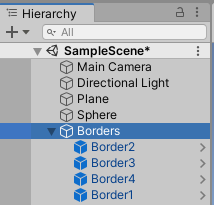 Hierarchy
All
SampleScene*
Main Camera
Directional Light
Plane
Sphere
Borders
Border2
Border3
Border4
Border1